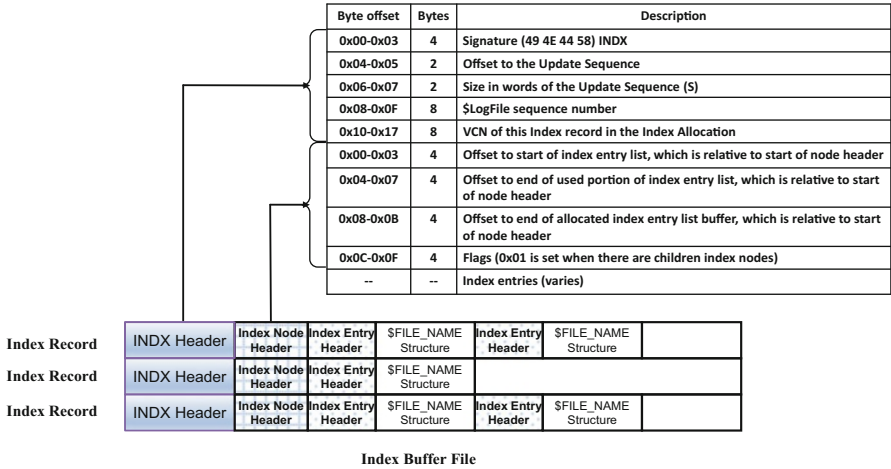 Byte offset Bytes Description
0x00-0x03 4 Signature (49 4E 44 58) INDX
0x04-0x05 2 Offset to the Update Sequence
0x06-0x07 2 Size in words of the Update Sequence (S)
0x08-0x0F 8 $LogFile sequence number
0x10-0x17 8 VCN of this Index record in the Index Allocation
0x00-0x03 4 Offset to start of index entry list, which is relative to start of node header
0x04-0x07 4 Offset to end of used portion of index entry list, which is relative to start
of node header
0x08-0x0B 4 Offset to end of allocated index entry list buffer, which is relative to start
of node header
0x0C-0x0F 4 Flags (0x01 is set when there are children index nodes)
-- -- Index entries (varies)
Index Record INDX Header Index Node Header Index Entry Header $FILE_NAME Structure Index Entry Header $FILE_NAME Structure
Index Record INDX Header Index Node Header Index Entry Header $FILE_NAME Structure
Index Record INDX Header Index Node Header Index Entry Header $FILE_NAME Structure Index Entry Header $FILE_NAME Structure
Index Buffer File